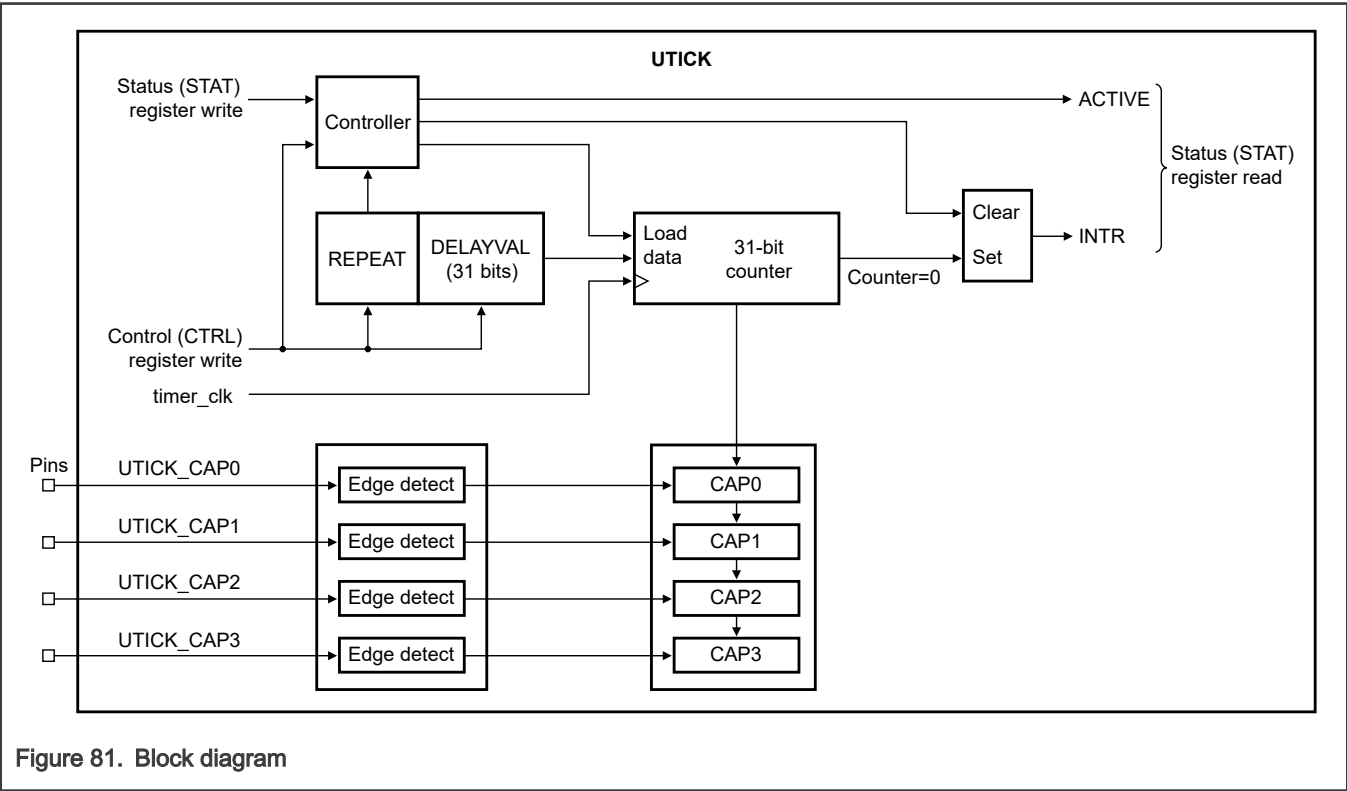 UTICK
Status (STAT)
register write
Controller
ACTIVE
Status (STAT)
register read
REPEAT
DELAYVAL
(31 bits)
Load
data
31-bit
counter
Counter=0
Clear
Set
INTR
Control (CTRL)
register write
timer_clk
Pins
UTICK_CAP0
Edge detect
CAP0
UTICK_CAP1
Edge detect
CAP1
UTICK_CAP2
Edge detect
CAP2
UTICK_CAP3
Edge detect
CAP3
Figure 81. Block diagram